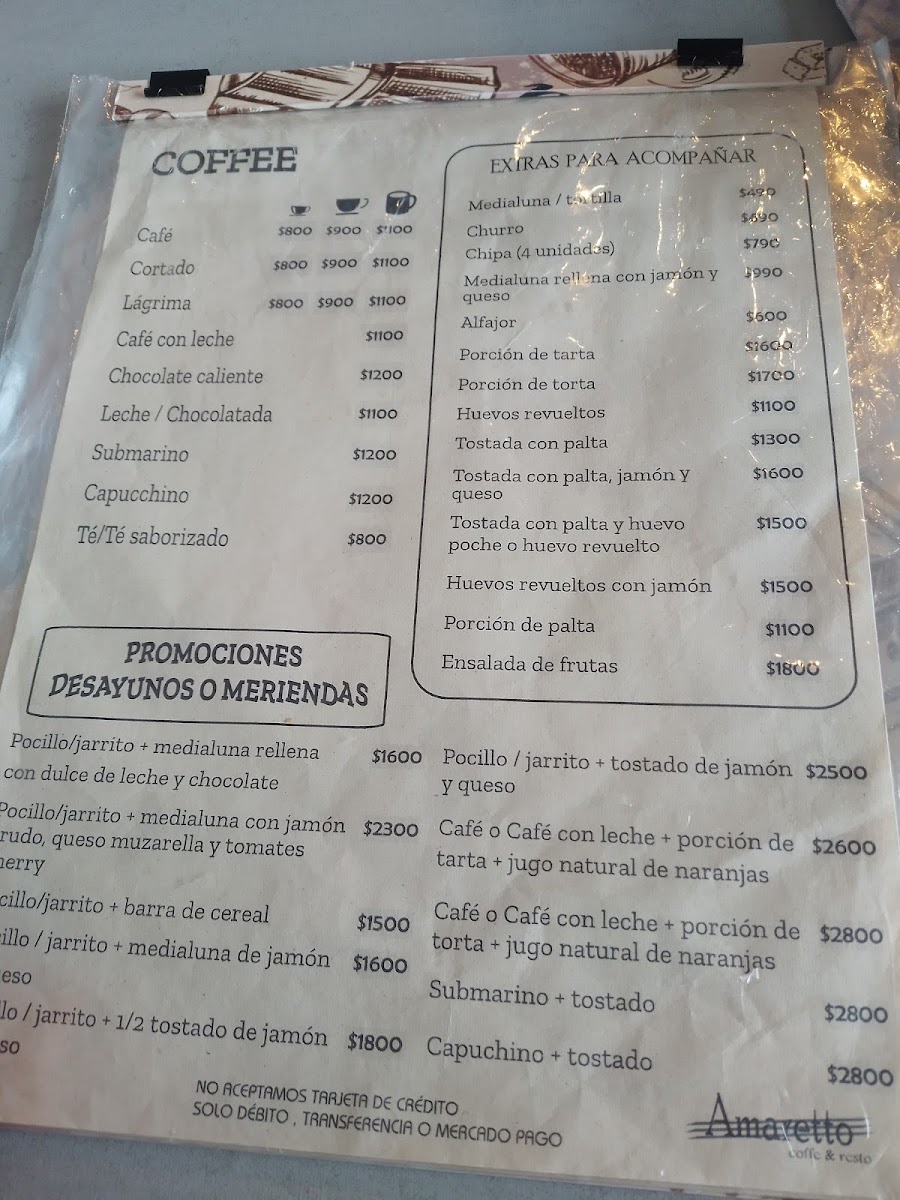 COFFEE
Café $800 $900 $1100
Cortado $800 $900 $1100
Lágrima $800 $900 $1100
Café con leche $1100
Chocolate caliente $1200
Leche / Chocolatada $1100
Submarino $1200
Capucchino $1200
Té/Té saborizado $800
EXTRAS PARA ACOMPAÑAR
Medialuna / tortilla $490
Churro $690
Chipa (4 unidades) $790
Medialuna rellena con jamón y $990
queso
Alfajor $600
Porción de tarta $1600
Porción de torta $1700
Huevos revueltos $1100
Tostada con palta $1300
Tostada con palta, jamón y $1600
queso
Tostada con palta y huevo $1500
poche o huevo revuelto
Huevos revueltos con jamón $1500
Porción de palta $1100
Ensalada de frutas $1800
PROMOCIONES
DESAYUNOS O MERIENDAS
Pocillo/jarrito + medialuna rellena $1600
con dulce de leche y chocolate
Pocillo/jarrito + medialuna con jamón $2300
rudo, queso muzarella y tomates
herry
cillo/jarrito + barra de cereal $1500
illo / jarrito + medialuna de jamón $1600
eso
lo / jarrito + 1/2 tostado de jamón $1800
so
Pocillo / jarrito + tostado de jamón $2500
y queso
Café o Café con leche + porción de $2600
tarta + jugo natural de naranjas
Café o Café con leche + porción de $2800
torta + jugo natural de naranjas
Submarino + tostado $2800
Capuchino + tostado $2800
NO ACEPTAMOS TARJETA DE CRÉDITO
SOLO DÉBITO , TRANSFERENCIA O MERCADO PAGO
Amaretto
coffe & resto